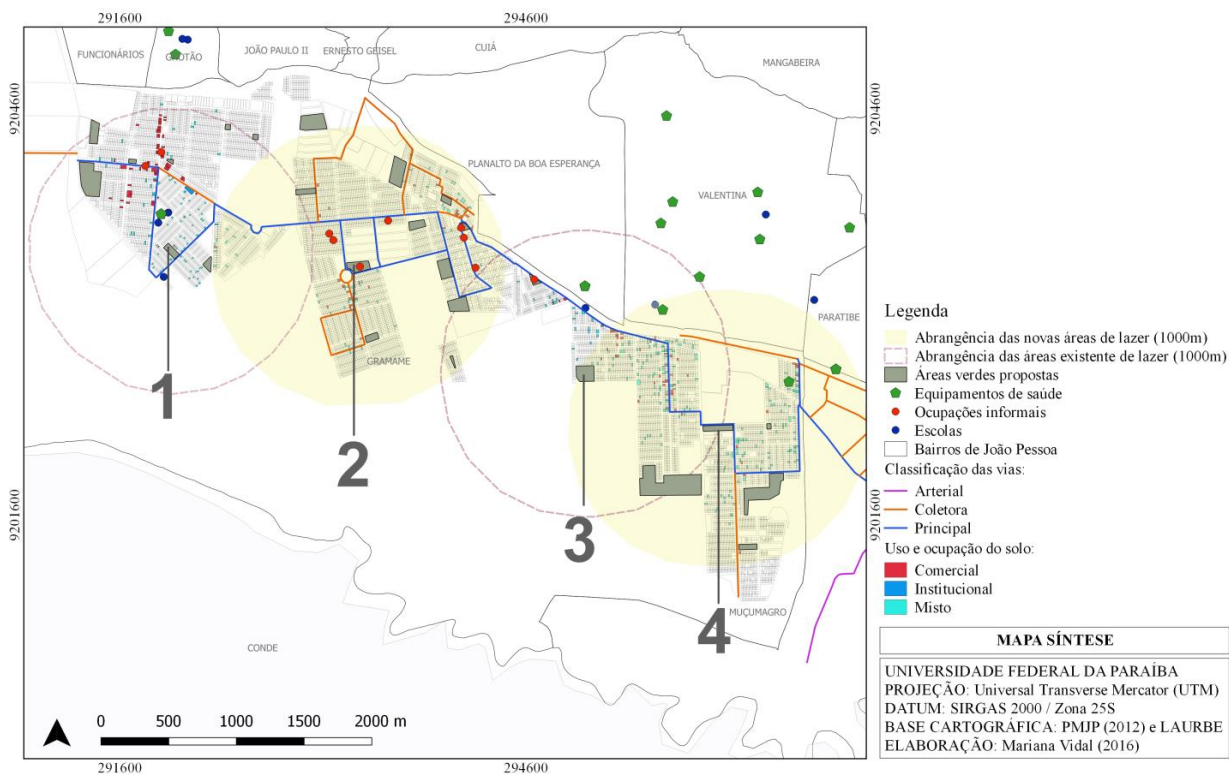 291600
294600
FUNCIONÁRIOS
GROTÃO
JOÃO PAULO II
ERNESTO GEISEL
CUIÁ
MANGABEIRA
9204600
9204600
PLANALTO DA BOA ESPERANÇA
VALENTINA
PARATIBE
GRAMAME
1
2
3
4
9201600
9201600
MUÇUMAGRO
CONDE
0 500 1000 1500 2000 m
291600
294600
Legenda
Abrangência das novas áreas de lazer (1000m)
Abrangência das áreas existente de lazer (1000m)
Áreas verdes propostas
Equipamentos de saúde
Ocupações informais
Escolas
Bairros de João Pessoa
Classificação das vias:
Arterial
Coletora
Principal
Uso e ocupação do solo:
Comercial
Institucional
Misto
MAPA SÍNTESE
UNIVERSIDADE FEDERAL DA PARAÍBA
PROJEÇÃO: Universal Transverse Mercator (UTM)
DATUM: SIRGAS 2000 / Zona 25S
BASE CARTOGRÁFICA: PMJP (2012) e LAURBE
ELABORAÇÃO: Mariana Vidal (2016)